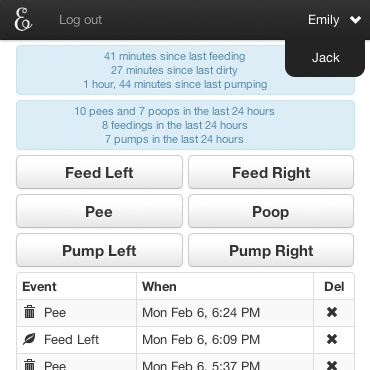 E Log out Emily
Jack
41 minutes since last feeding
27 minutes since last dirty
1 hour, 44 minutes since last pumping
10 pees and 7 poops in the last 24 hours
8 feedings in the last 24 hours
7 pumps in the last 24 hours
Feed Left Feed Right
Pee Poop
Pump Left Pump Right
Event When Del
Pee Mon Feb 6, 6:24 PM
Feed Left Mon Feb 6, 6:09 PM
Pee Mon Feb 6, 5:37 PM